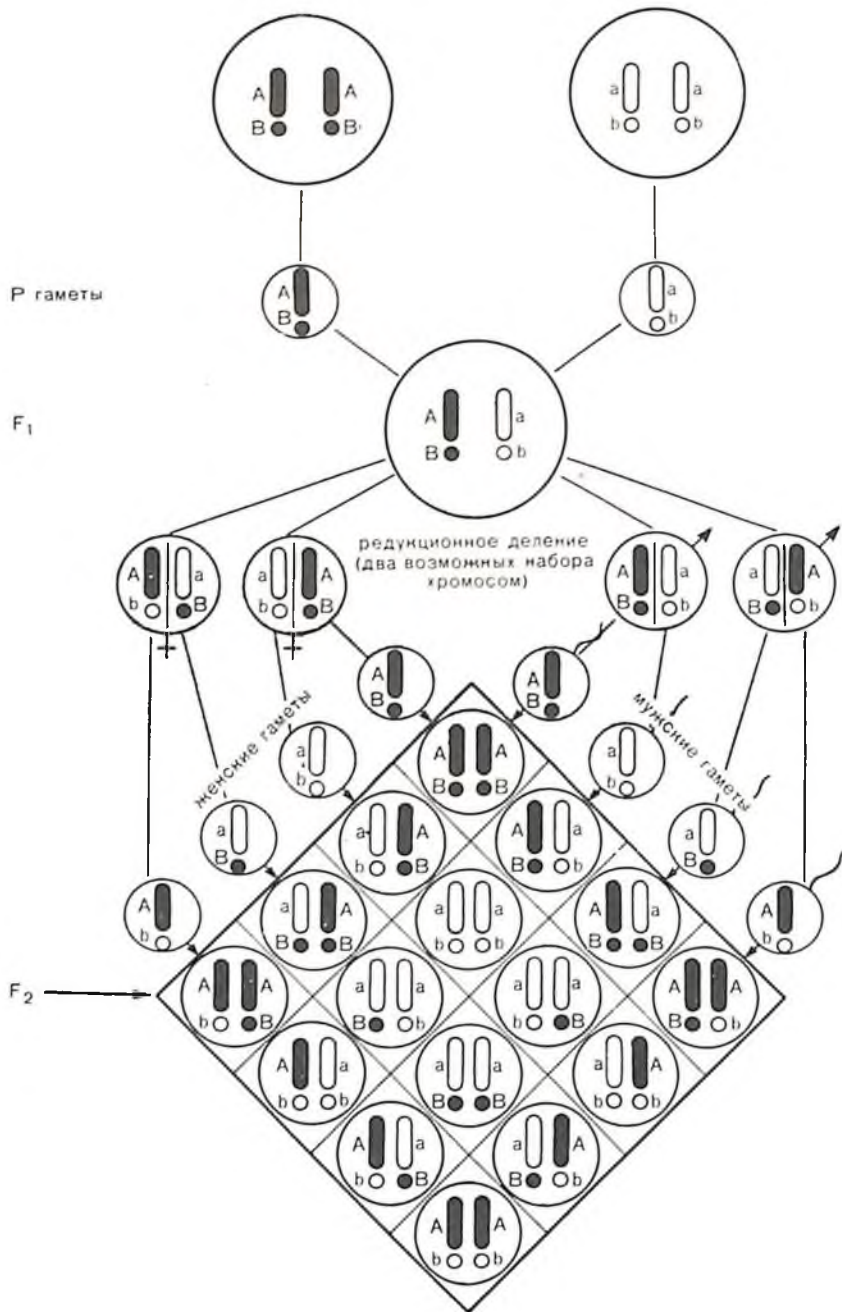 A A a a
B B b b
P гаметы
A a
B b
F₁
A a
B b
редукционное деление
(два возможных набора
хромосом)
A a a A A a a A
b B b B B b B b
A A
B B
женские гаметы
мужские гаметы
a a
b b
A A
B B
a a
B B
a A A a
b B B b
A A
b b
a A a a A a
B B b b B B
F₂
A A a a a a A A
b B B b b B B b
A a a a a A
b b B B b b
A a a A
b B B b
A A
b b